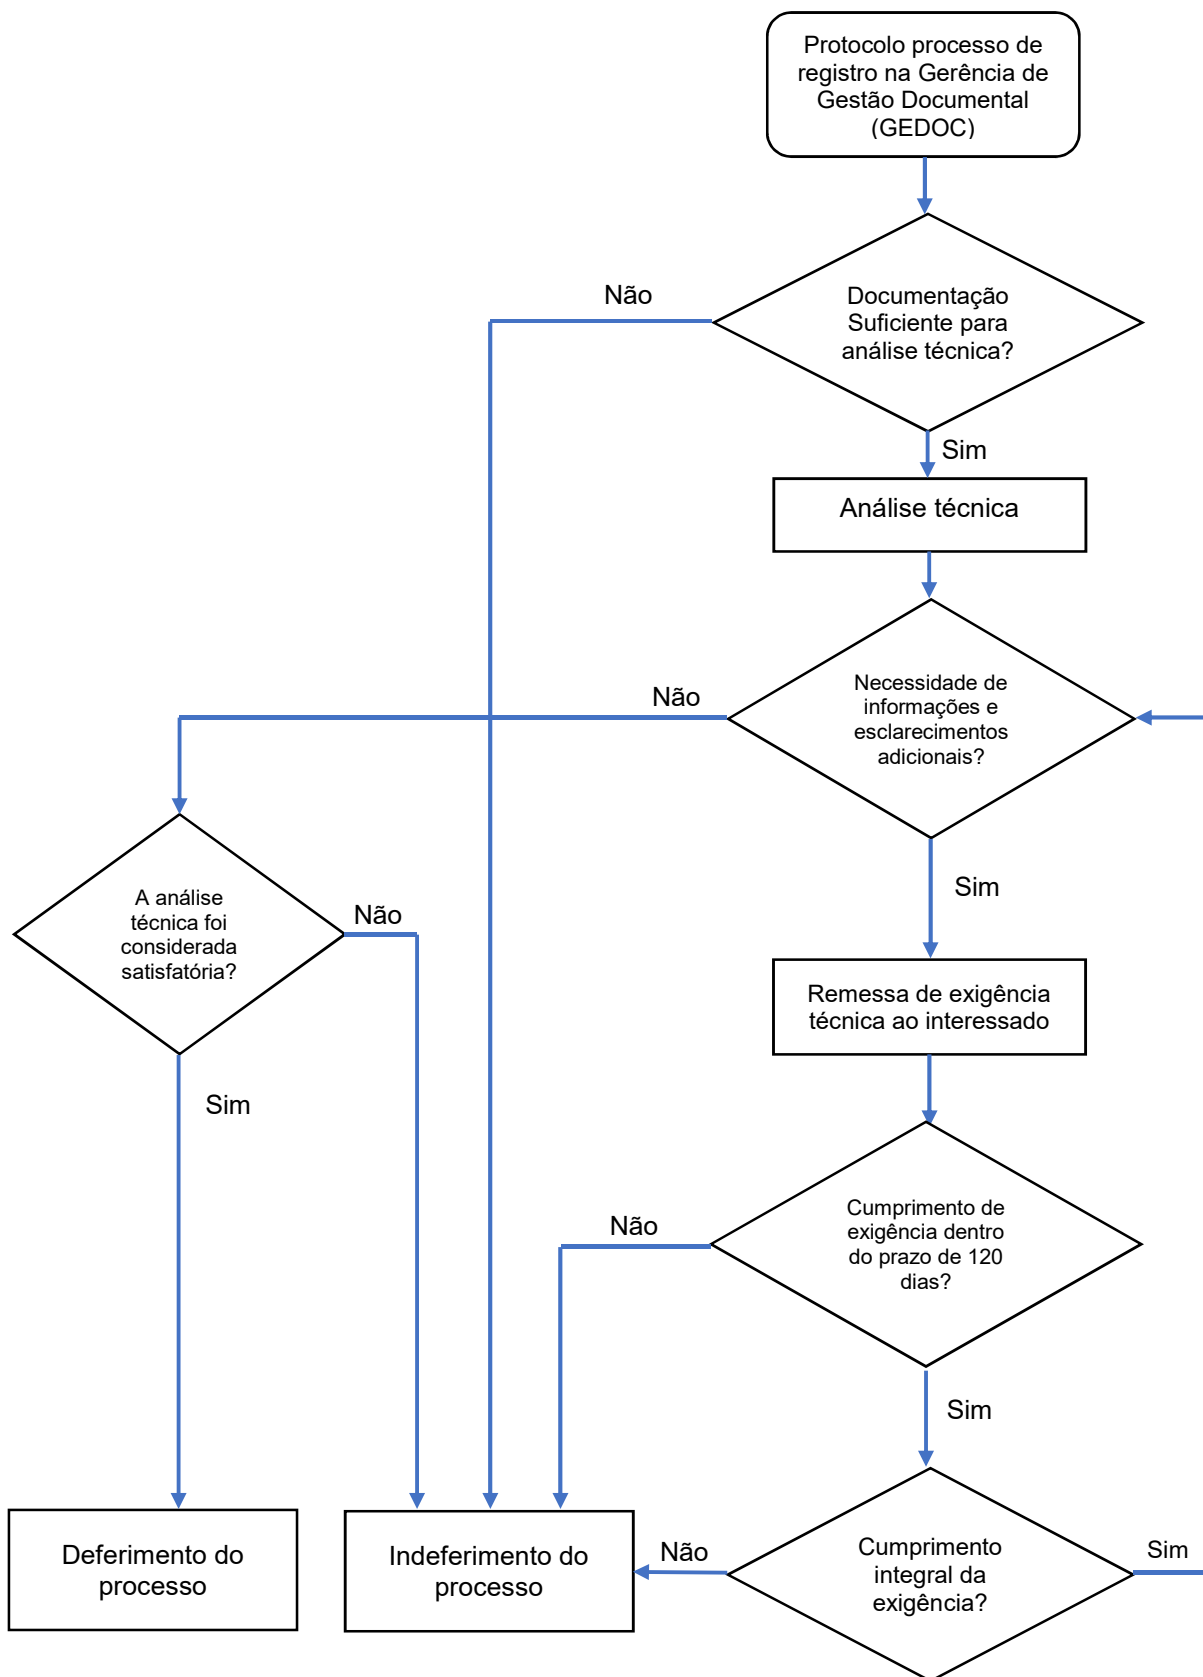 Protocolo processo de
registro na Gerência de
Gestão Documental
(GEDOC)
Não
Documentação
Suficiente para
análise técnica?
Sim
Análise técnica
Não
Necessidade de
informações e
esclarecimentos
adicionais?
A análise
técnica foi
considerada
satisfatória?
Não
Sim
Remessa de exigência
técnica ao interessado
Sim
Não
Cumprimento de
exigência dentro
do prazo de 120
dias?
Sim
Deferimento do
processo
Indeferimento do
processo
Não
Cumprimento
integral da
exigência?
Sim